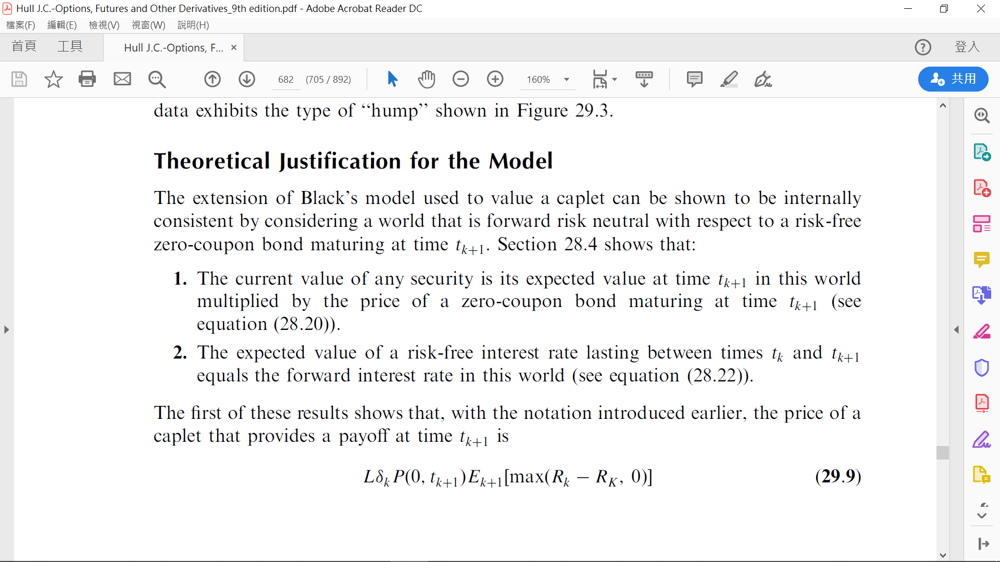 Hull J.C.-Options, Futures and Other Derivatives_9th edition.pdf - Adobe Acrobat Reader DC
檔案(F) 編輯(E) 檢視(V) 視窗(W) 說明(H)
首頁 工具 Hull J.C.-Options, F... × ? 登入
682 (705 / 892) 160% 共用
data exhibits the type of “hump” shown in Figure 29.3.
Theoretical Justification for the Model
The extension of Black’s model used to value a caplet can be shown to be internally
consistent by considering a world that is forward risk neutral with respect to a risk-free
zero-coupon bond maturing at time t_{k+1}. Section 28.4 shows that:
1. The current value of any security is its expected value at time t_{k+1} in this world
multiplied by the price of a zero-coupon bond maturing at time t_{k+1} (see
equation (28.20)).
2. The expected value of a risk-free interest rate lasting between times t_k and t_{k+1}
equals the forward interest rate in this world (see equation (28.22)).
The first of these results shows that, with the notation introduced earlier, the price of a
caplet that provides a payoff at time t_{k+1} is
Lδ_k P(0, t_{k+1})E_{k+1}[max(R_k − R_K, 0)] (29.9)